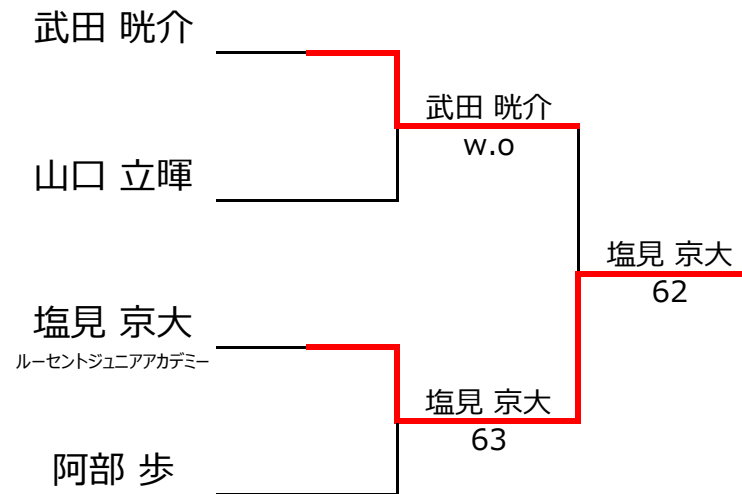 武田 晄介
武田 晄介
w.o
山口 立暉
塩見 京大
62
塩見 京大
ルーセントジュニアアカデミー
塩見 京大
63
阿部 歩